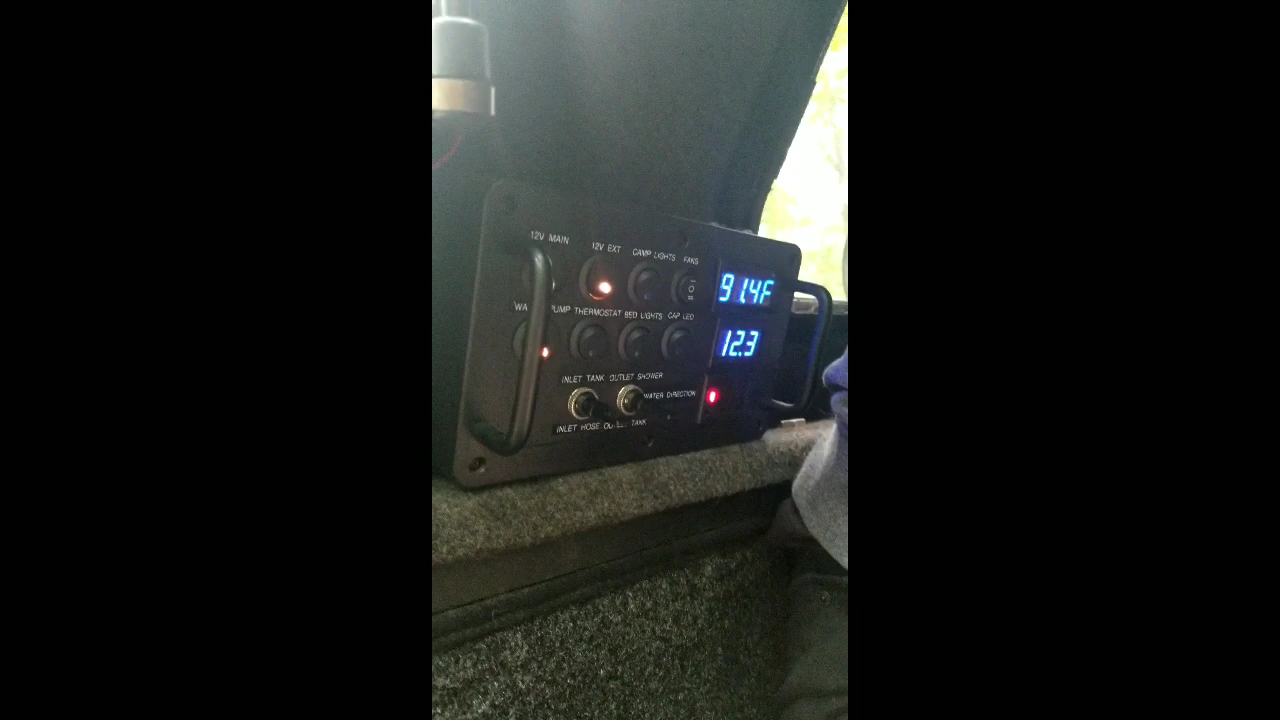 12V MAIN 12V EXT CAMP LIGHTS FANS
91.4F
WA PUMP THERMOSTAT BED LIGHTS CAP LED
12.3
INLET TANK OUTLET SHOWER
WATER DIRECTION
INLET HOSE TANK